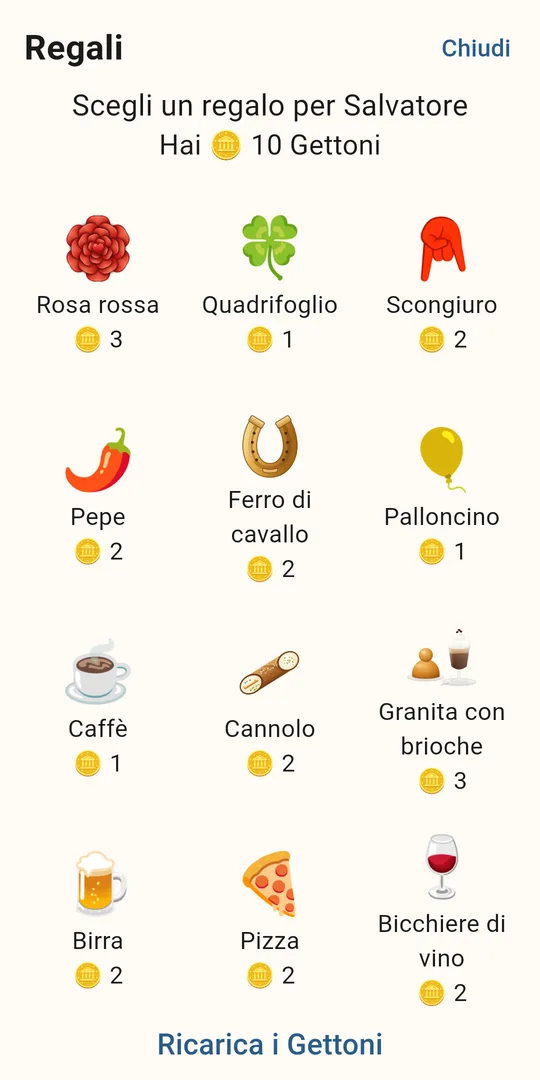 Regali
Chiudi
Scegli un regalo per Salvatore
Hai 10 Gettoni
Rosa rossa
3
Quadrifoglio
1
Scongiuro
2
Pepe
2
Ferro di
cavallo
2
Palloncino
1
Caffè
1
Cannolo
2
Granita con
brioche
3
Birra
2
Pizza
2
Bicchiere di
vino
2
Ricarica i Gettoni